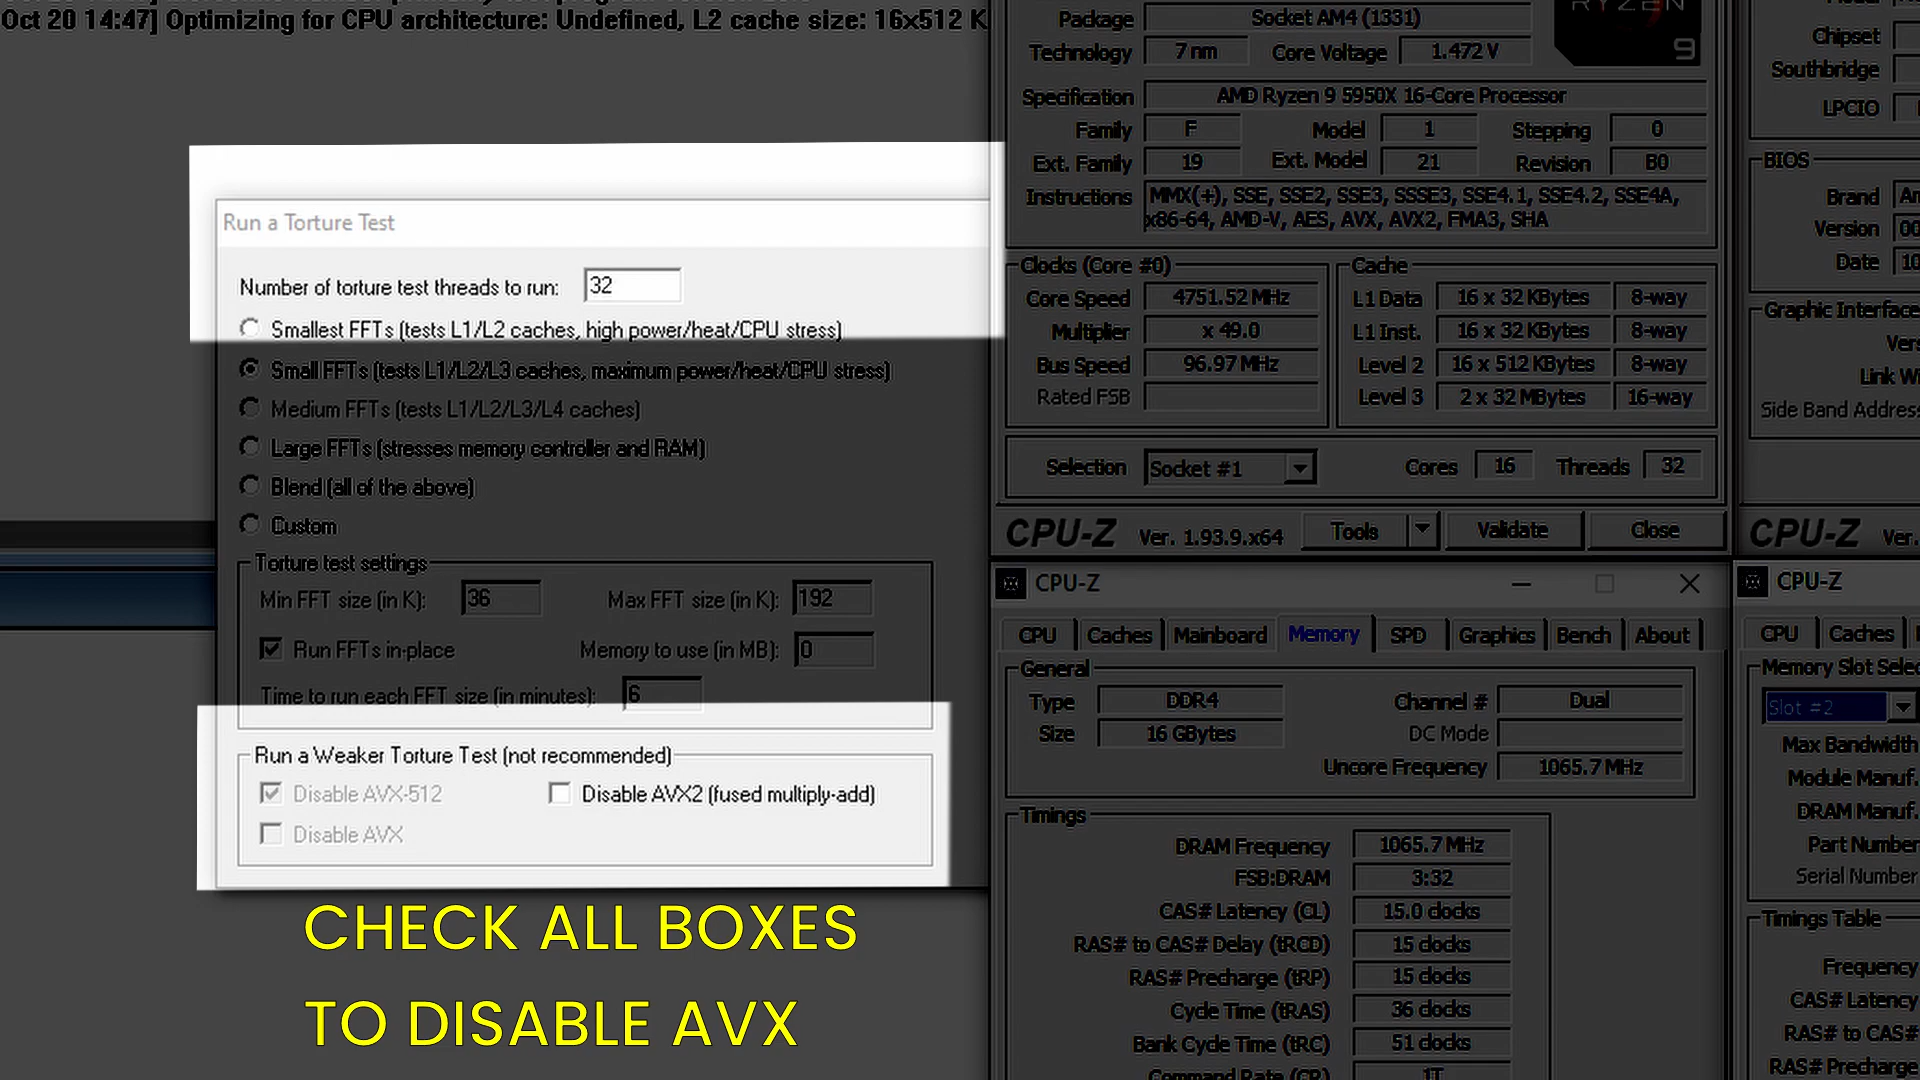 Oct 20 14:47] Optimizing for CPU architecture: Undefined, L2 cache size: 16x512 K
Run a Torture Test
Number of torture test threads to run: 32
Smallest FFTs (tests L1/L2 caches, high power/heat/CPU stress)
Small FFTs (tests L1/L2/L3 caches, maximum power/heat/CPU stress)
Medium FFTs (tests L1/L2/L3/L4 caches)
Large FFTs (stresses memory controller and RAM)
Blend (all of the above)
Custom
Torture test settings
Min FFT size (in K): 36 Max FFT size (in K): 192
Run FFTs in-place Memory to use (in MB): 0
Time to run each FFT size (in minutes): 6
Run a Weaker Torture Test (not recommended)
Disable AVX-512 Disable AVX2 (fused multiply-add)
Disable AVX
CHECK ALL BOXES
TO DISABLE AVX
RYZEN
9
Package Socket AM4 (1331)
Technology 7 nm Core Voltage 1.472 V
Specification AMD Ryzen 9 5950X 16-Core Processor
Family F Model 1 Stepping 0
Ext. Family 19 Ext. Model 21 Revision B0
Instructions MMX(+), SSE, SSE2, SSE3, SSSE3, SSE4.1, SSE4.2, SSE4A,
x86-64, AMD-V, AES, AVX, AVX2, FMA3, SHA
Clocks (Core #0)
Core Speed 4751.52 MHz
Multiplier x 49.0
Bus Speed 96.97 MHz
Rated FSB
Cache
L1 Data 16 x 32 KBytes 8-way
L1 Inst. 16 x 32 KBytes 8-way
Level 2 16 x 512 KBytes 8-way
Level 3 2 x 32 MBytes 16-way
Selection Socket #1 Cores 16 Threads 32
CPU-Z Ver. 1.93.9.x64 Tools Validate Close
CPU-Z
CPU Caches Mainboard Memory SPD Graphics Bench About
General
Type DDR4 Channel # Dual
Size 16 GBytes DC Mode
Uncore Frequency 1065.7 MHz
Timings
DRAM Frequency 1065.7 MHz
FSB:DRAM 3:32
CAS# Latency (CL) 15.0 clocks
RAS# to CAS# Delay (tRCD) 15 clocks
RAS# Precharge (tRP) 15 clocks
Cycle Time (tRAS) 36 clocks
Bank Cycle Time (tRC) 51 clocks
Command Rate (CR) 1T
Chipset
Southbridge
LPCIO
BIOS
Brand Am
Version 00
Date 10
Graphic Interface
Vers
Link Wi
Side Band Address
CPU-Z Ver.
CPU-Z
CPU Caches
Memory Slot Selec
Slot #2
Max Bandwidth
Module Manuf.
DRAM Manuf.
Part Number
Serial Number
Timings Table
Frequency
CAS# Latency
RAS# to CAS#
RAS# Precharge